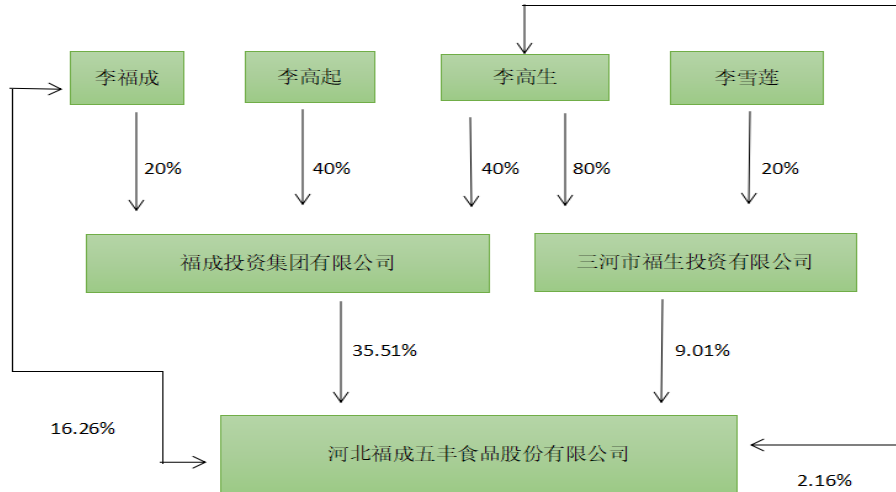 李福成
李高起
李高生
李雪莲
20%
40%
40%
80%
20%
福成投资集团有限公司
三河市福生投资有限公司
35.51%
9.01%
16.26%
河北福成五丰食品股份有限公司
2.16%